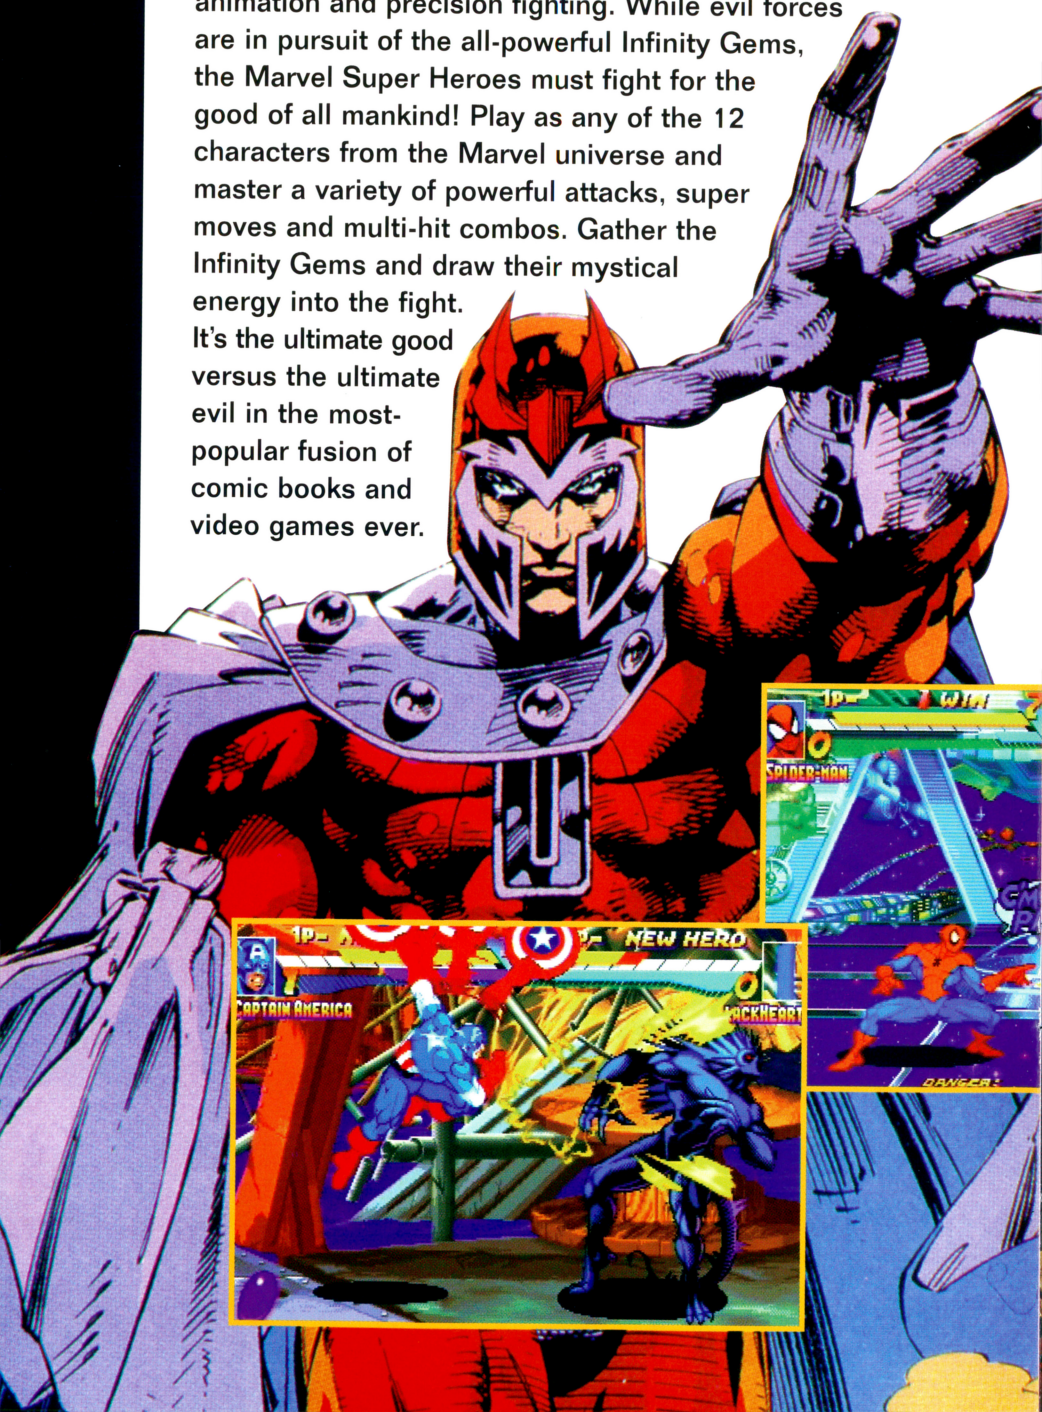 animation and precision fighting. While evil forces
are in pursuit of the all-powerful Infinity Gems,
the Marvel Super Heroes must fight for the
good of all mankind! Play as any of the 12
characters from the Marvel universe and
master a variety of powerful attacks, super
moves and multi-hit combos. Gather the
Infinity Gems and draw their mystical
energy into the fight.
It's the ultimate good
versus the ultimate
evil in the most-
popular fusion of
comic books and
video games ever.
1P- 1 WIN
SPIDER-MAN
DANGER:
1P-
P- NEW HERO
A
CAPTAIN AMERICA
ACKHEART